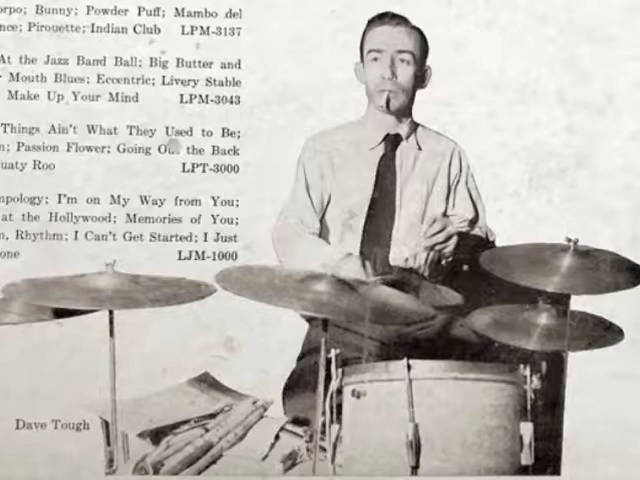 orpo; Bunny; Powder Puff; Mambo del
nce; Pirouette; Indian Club LPM-3137
At the Jazz Band Ball; Big Butter and
Mouth Blues; Eccentric; Livery Stable
Make Up Your Mind LPM-3043
Things Ain't What They Used to Be;
; Passion Flower; Going Out the Back
uaty Roo LPT-3000
mpology; I'm on My Way from You;
at the Hollywood; Memories of You;
, Rhythm; I Can't Get Started; I Just
one LJM-1000
Dave Tough